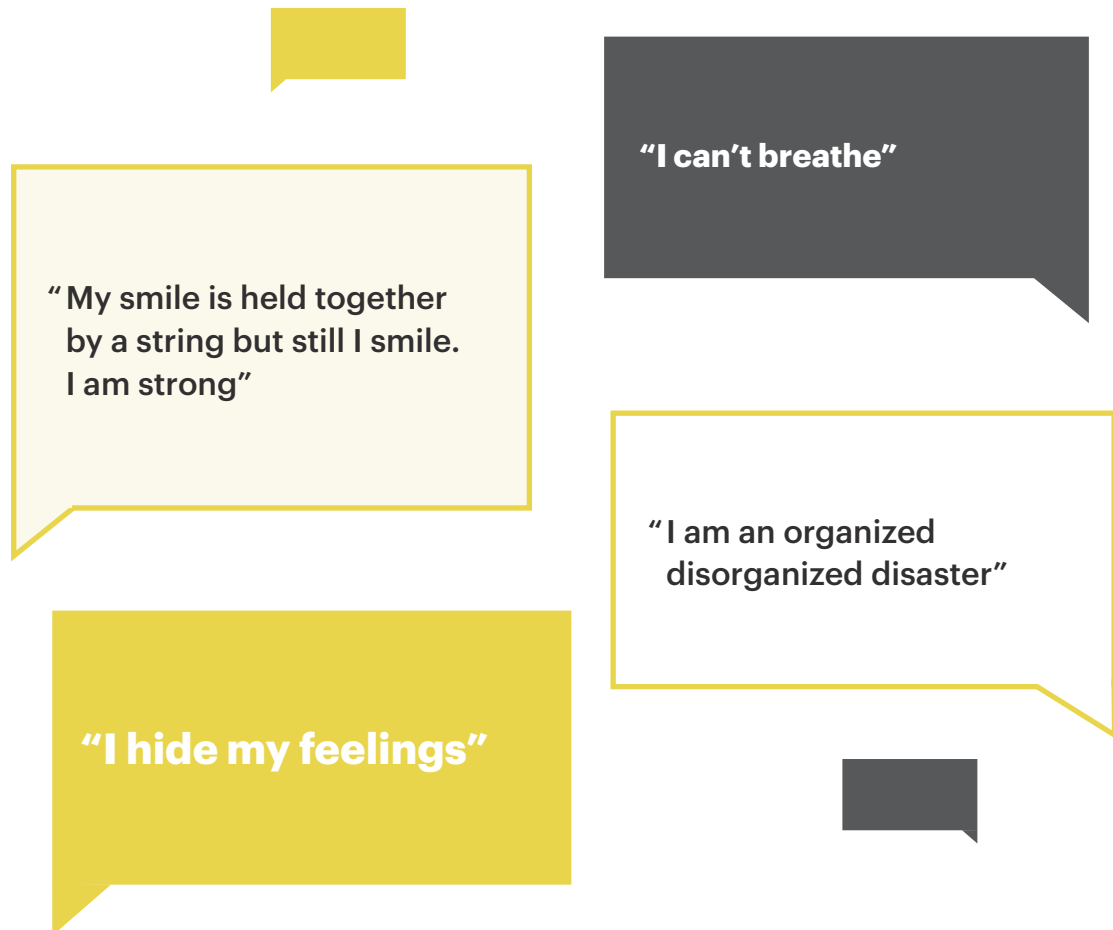 “I can’t breathe”
“My smile is held together
by a string but still I smile.
I am strong”
“I am an organized
disorganized disaster”
“I hide my feelings”